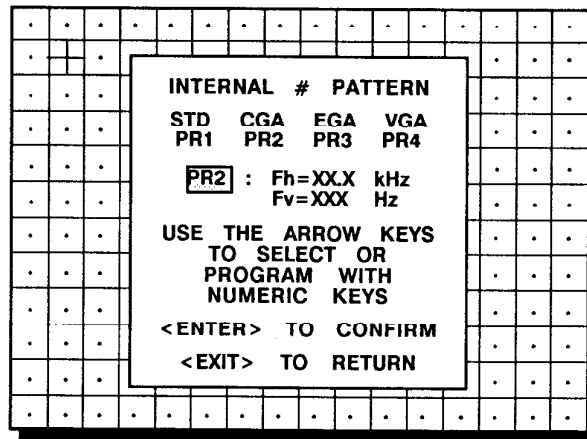 INTERNAL # PATTERN
STD CGA EGA VGA
PR1 PR2 PR3 PR4
PR2 : Fh=XX.X kHz
Fv=XXX Hz
USE THE ARROW KEYS
TO SELECT OR
PROGRAM WITH
NUMERIC KEYS
<ENTER> TO CONFIRM
<EXIT> TO RETURN